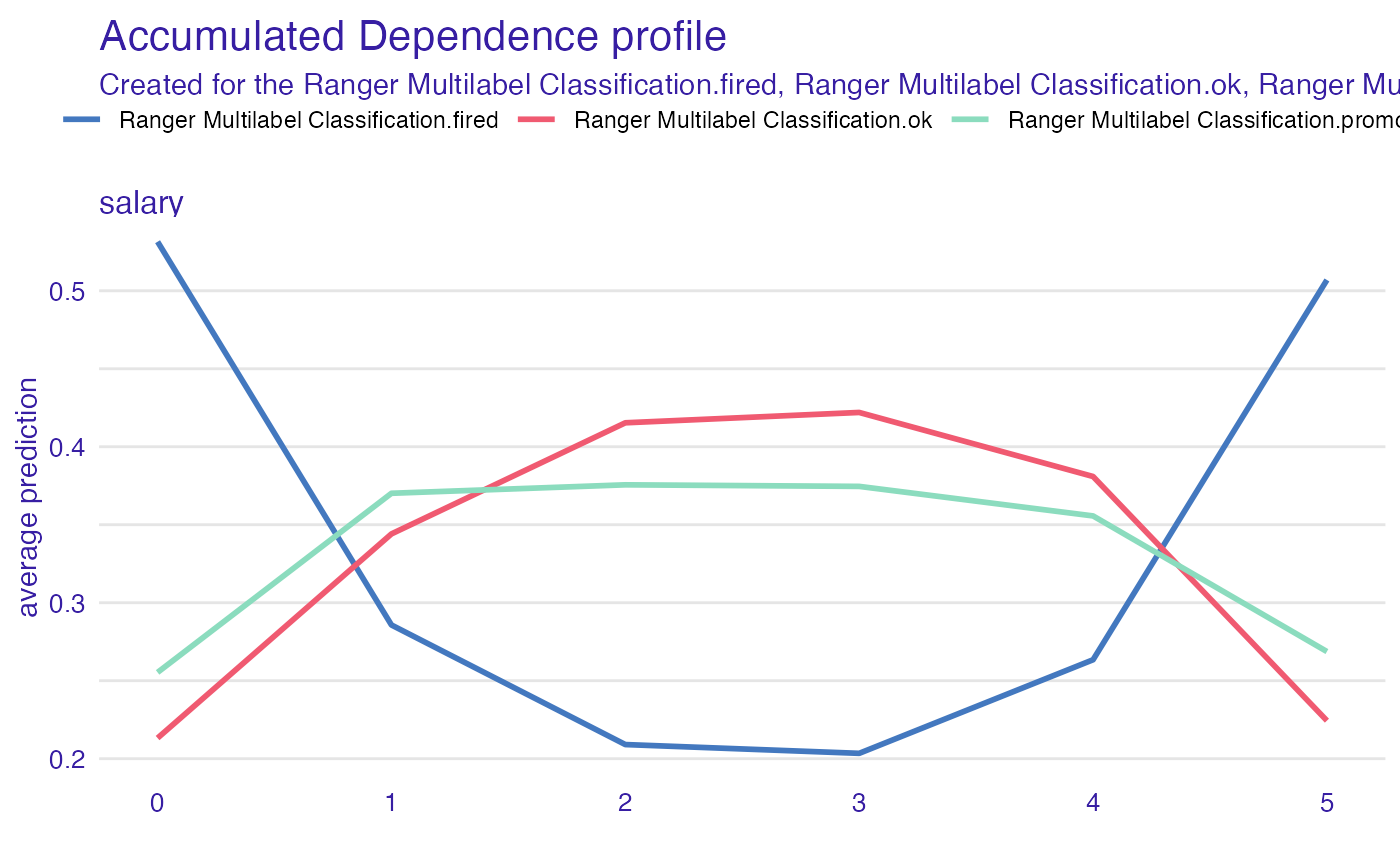 Accumulated Dependence profile
Created for the Ranger Multilabel Classification.fired, Ranger Multilabel Classification.ok, Ranger Mu
Ranger Multilabel Classification.fired Ranger Multilabel Classification.ok Ranger Multilabel Classification.promo
salary
average prediction
0.5
0.4
0.3
0.2
0 1 2 3 4 5